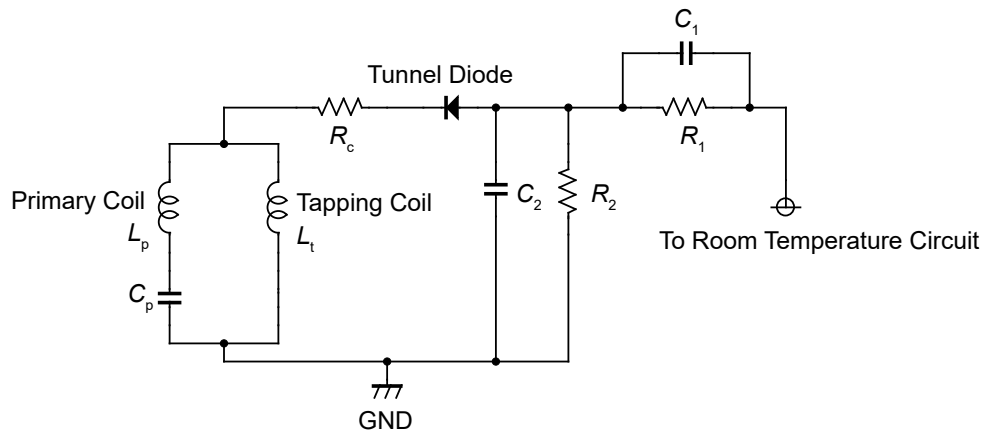 C1
Tunnel Diode
Rc
R1
Primary Coil
Lp
Tapping Coil
Lt
C2
R2
To Room Temperature Circuit
Cp
GND